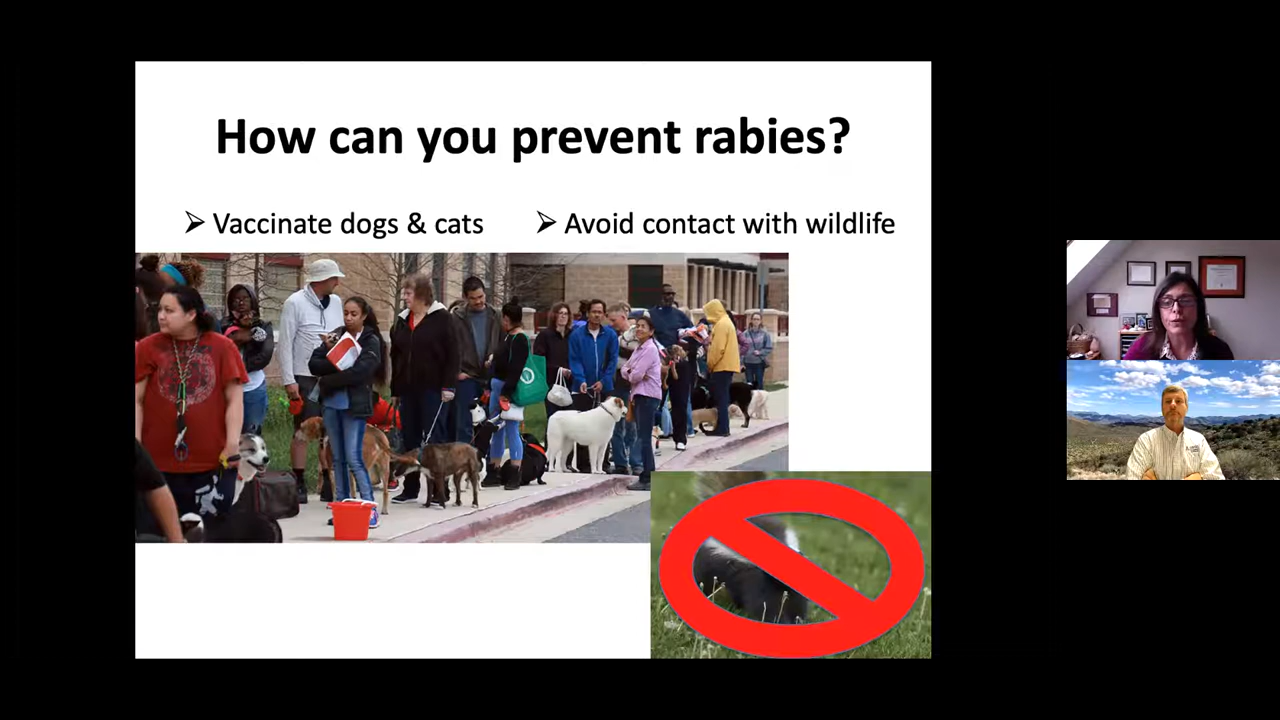 How can you prevent rabies?
➢ Vaccinate dogs & cats
➢ Avoid contact with wildlife